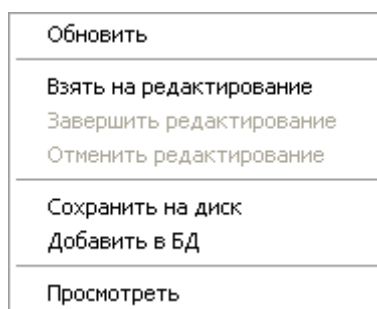 Обновить
Взять на редактирование
Завершить редактирование
Отменить редактирование
Сохранить на диск
Добавить в БД
Просмотреть